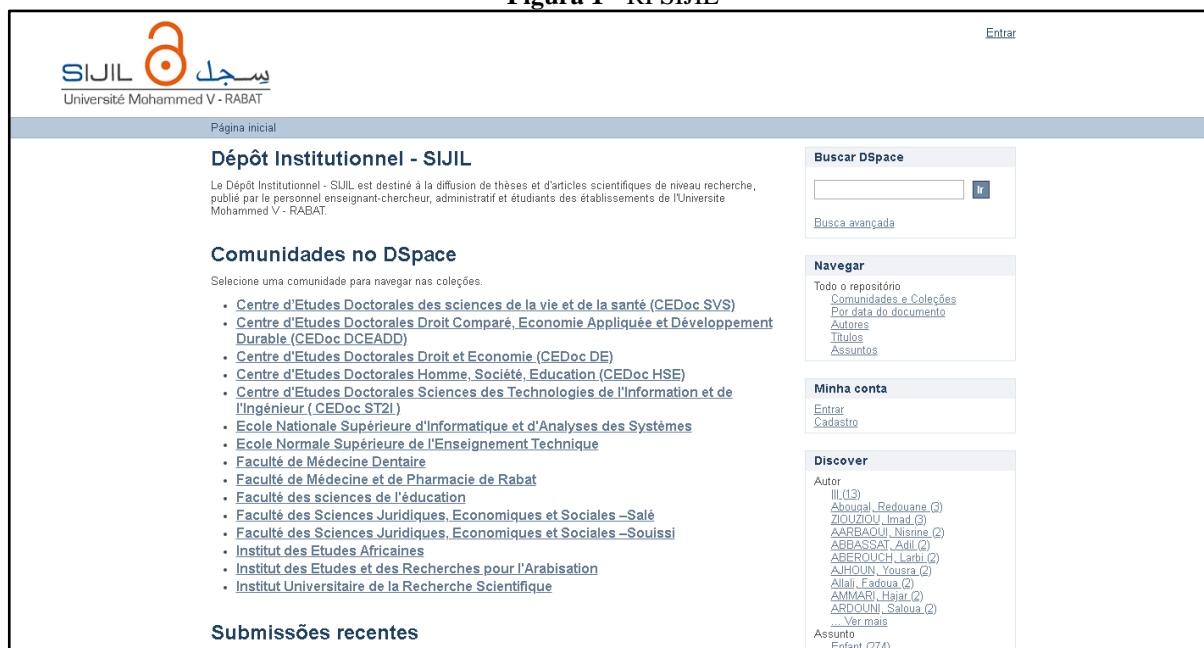 Figura 1 - RI SIJIL
Entrar
SIJIL سجل
Université Mohammed V - RABAT
Página inicial
Dépôt Institutionnel - SIJIL
Le Dépôt Institutionnel - SIJIL est destiné à la diffusion de thèses et d'articles scientifiques de niveau recherche,
publié par le personnel enseignant-chercheur, administratif et étudiants des établissements de l'Universite
Mohammed V - RABAT.
Comunidades no DSpace
Selecione uma comunidade para navegar nas coleções.
Centre d'Etudes Doctorales des sciences de la vie et de la santé (CEDoc SVS)
Centre d'Etudes Doctorales Droit Comparé, Economie Appliquée et Développement
Durable (CEDoc DCEADD)
Centre d'Etudes Doctorales Droit et Economie (CEDoc DE)
Centre d'Etudes Doctorales Homme, Société, Education (CEDoc HSE)
Centre d'Etudes Doctorales Sciences des Technologies de l'Information et de
l'Ingénieur ( CEDoc ST2I )
Ecole Nationale Supérieure d'Informatique et d'Analyses des Systèmes
Ecole Normale Supérieure de l'Enseignement Technique
Faculté de Médecine Dentaire
Faculté de Médecine et de Pharmacie de Rabat
Faculté des sciences de l'éducation
Faculté des Sciences Juridiques, Economiques et Sociales –Salé
Faculté des Sciences Juridiques, Economiques et Sociales –Souissi
Institut des Etudes Africaines
Institut des Etudes et des Recherches pour l'Arabisation
Institut Universitaire de la Recherche Scientifique
Submissões recentes
Buscar DSpace
Ir
Busca avançada
Navegar
Todo o repositório
Comunidades e Coleções
Por data do documento
Autores
Títulos
Assuntos
Minha conta
Entrar
Cadastro
Discover
Autor
III (13)
Abouqal, Redouane (3)
ZIOUZIOU, Imad (3)
AARBAOUI, Nisrine (2)
ABBASSAT, Adil (2)
ABEROUCH, Larbi (2)
AJHOUN, Yousra (2)
Allali, Fadoua (2)
AMMARI, Hajar (2)
ARDOUNI, Saloua (2)
... Ver mais
Assunto
Enfant (274)